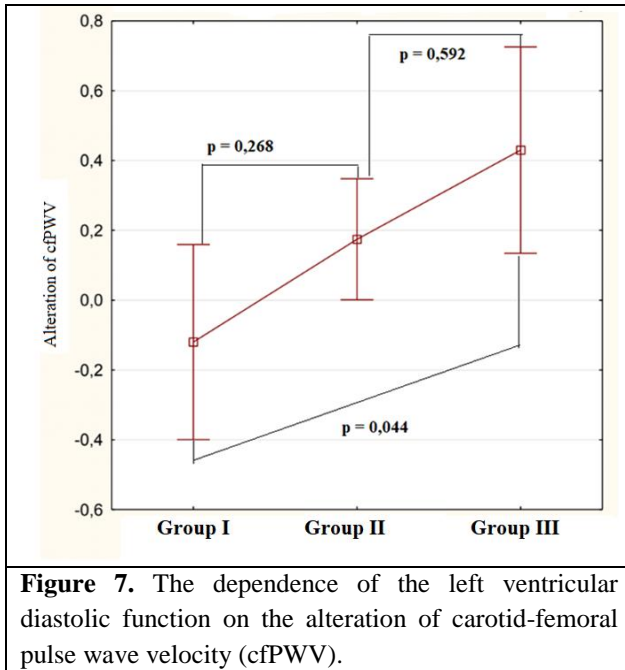 0,8
0,6
0,4
0,2
0,0
-0,2
-0,4
-0,6
Alteration of cfPWV
p = 0,592
p = 0,268
p = 0,044
Group I Group II Group III
Figure 7. The dependence of the left ventricular
diastolic function on the alteration of carotid-femoral
pulse wave velocity (cfPWV).